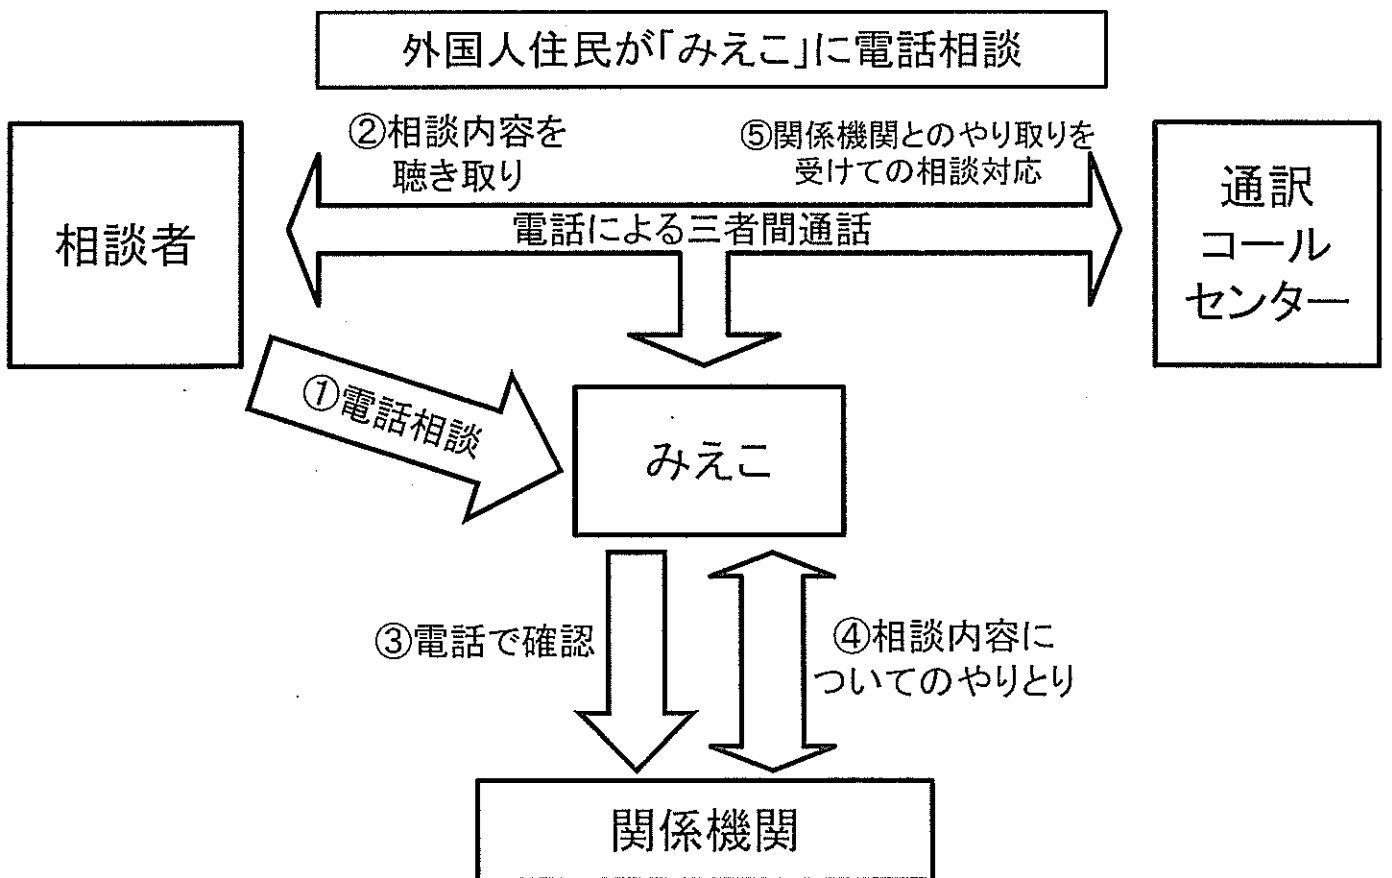 外国人住民が「みえこ」に電話相談
②相談内容を
聴き取り
⑤関係機関とのやり取りを
受けての相談対応
相談者
電話による三者間通話
通訳
コール
センター
①電話相談
みえこ
③電話で確認
④相談内容に
ついてのやりとり
関係機関